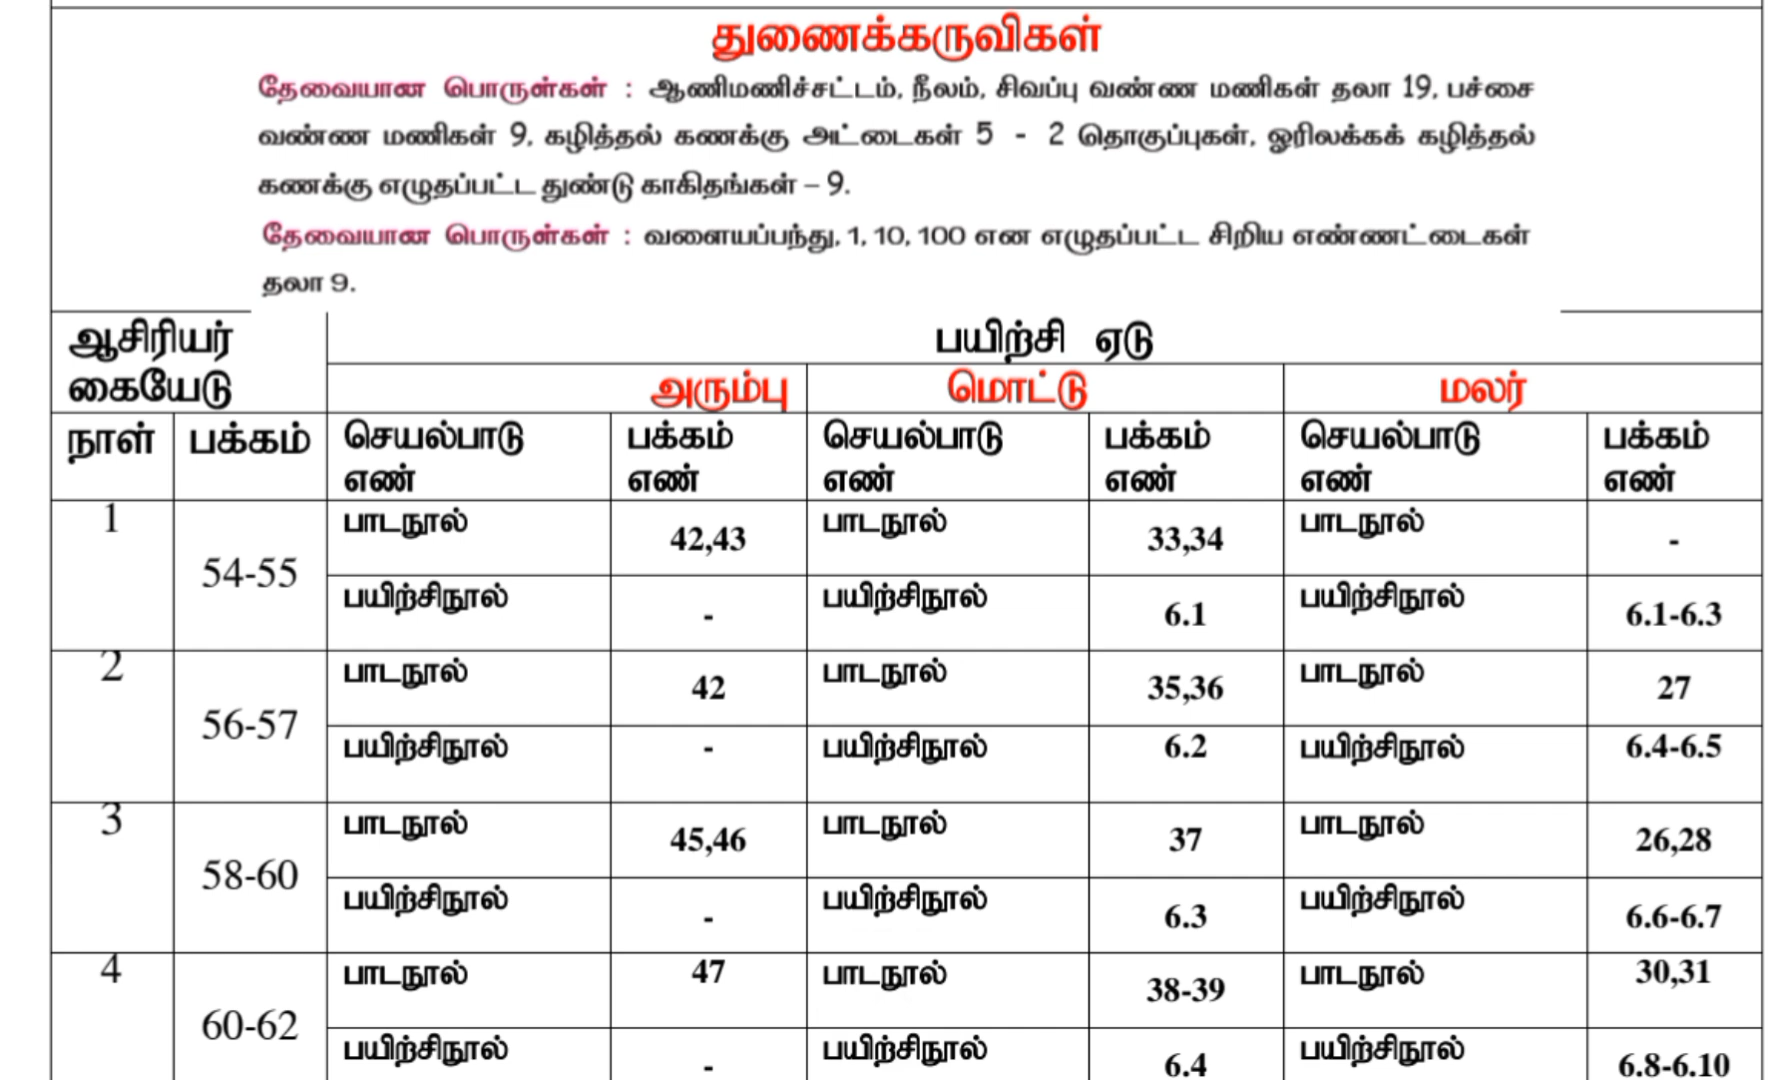 துணைக்கருவிகள்
தேவையான பொருள்கள் : ஆணிமணிச்சட்டம், நீலம், சிவப்பு வண்ண மணிகள் தலா 19, பச்சை
வண்ண மணிகள் 9, கழித்தல் கணக்கு அட்டைகள் 5 - 2 தொகுப்புகள், ஓரிலக்கக் கழித்தல்
கணக்கு எழுதப்பட்ட துண்டு காகிதங்கள் – 9.
தேவையான பொருள்கள் : வளையப்பந்து, 1, 10, 100 என எழுதப்பட்ட சிறிய எண்ணட்டைகள்
தலா 9.
ஆசிரியர் பயிற்சி ஏடு
கையேடு அரும்பு மொட்டு மலர்
நாள் பக்கம் செயல்பாடு பக்கம் செயல்பாடு பக்கம் செயல்பாடு பக்கம்
எண் எண் எண் எண் எண் எண்
1 54-55 பாடநூல் 42,43 பாடநூல் 33,34 பாடநூல் -
பயிற்சிநூல் - பயிற்சிநூல் 6.1 பயிற்சிநூல் 6.1-6.3
2 56-57 பாடநூல் 42 பாடநூல் 35,36 பாடநூல் 27
பயிற்சிநூல் - பயிற்சிநூல் 6.2 பயிற்சிநூல் 6.4-6.5
3 58-60 பாடநூல் 45,46 பாடநூல் 37 பாடநூல் 26,28
பயிற்சிநூல் - பயிற்சிநூல் 6.3 பயிற்சிநூல் 6.6-6.7
4 60-62 பாடநூல் 47 பாடநூல் 38-39 பாடநூல் 30,31
பயிற்சிநூல் - பயிற்சிநூல் 6.4 பயிற்சிநூல் 6.8-6.10